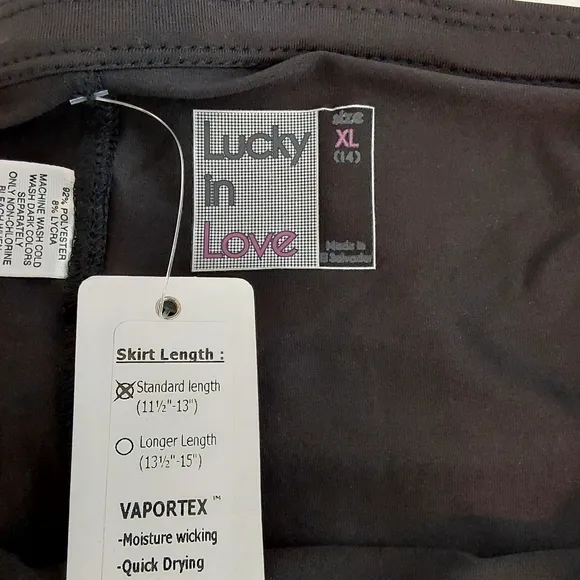 Lucky
in
Love
size
XL
(14)
Made in
El Salvador
92% POLYESTER
8% LYCRA
MACHINE WASH COLD
WASH DARK COLORS
SEPARATELY
ONLY NON-CHLORINE
Skirt Length :
Standard length
(11½"-13")
Longer Length
(13½"-15")
VAPORTEX™
-Moisture wicking
-Quick Drying